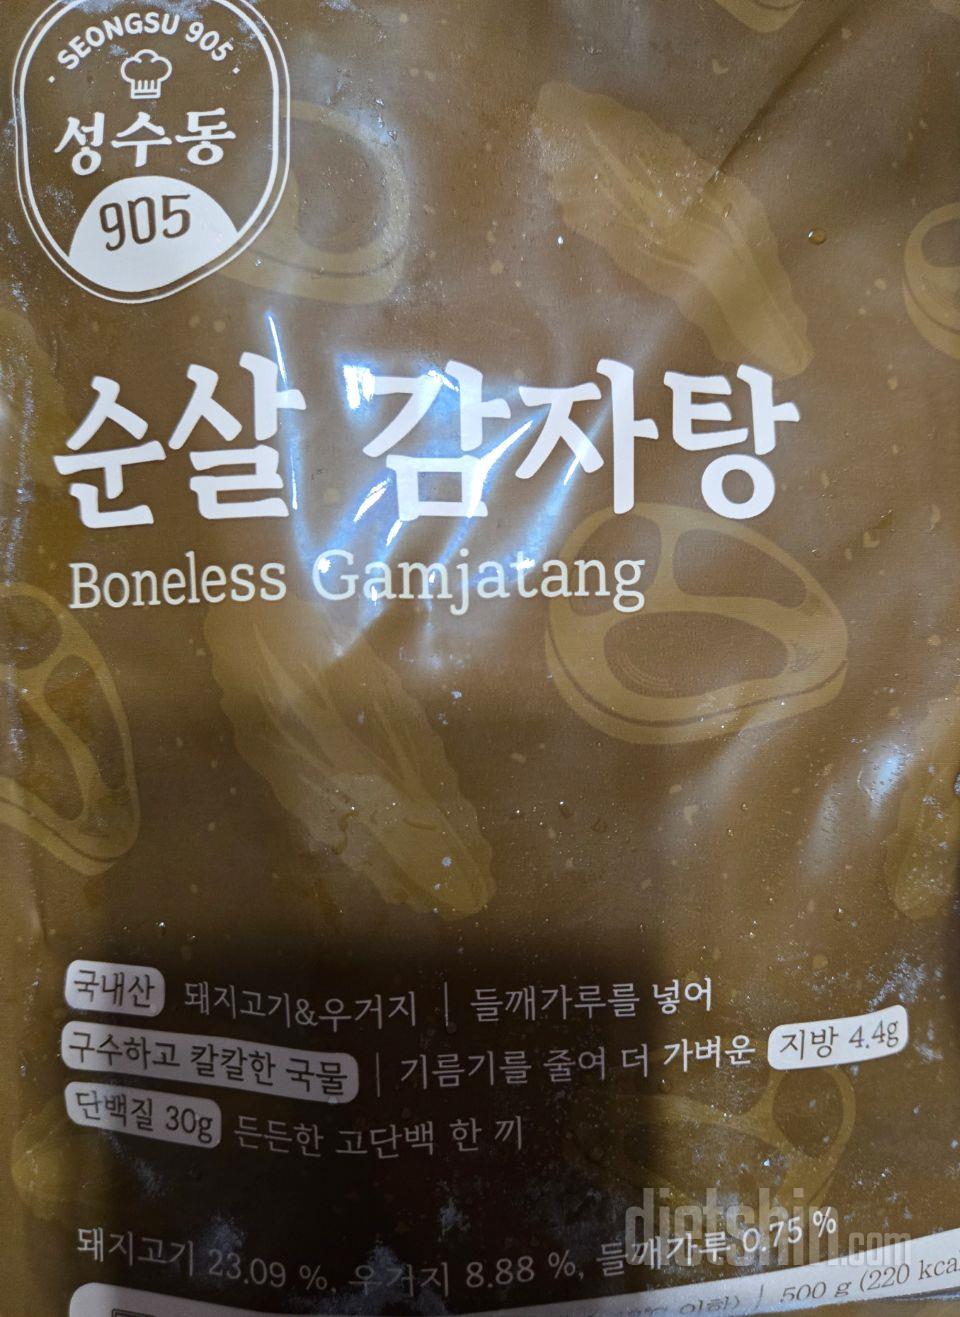 · SEONGSU 905 ·
성수동
905
순살 감자탕
Boneless Gamjatang
국내산 돼지고기&우거지 | 들깨가루를 넣어
구수하고 칼칼한 국물 | 기름기를 줄여 더 가벼운 지방 4.4g
단백질 30g 든든한 고단백 한 끼
돼지고기 23.09 %, 우거지 8.88 %, 들깨가루 0.75 %
dietshin.com
이하) | 500 g (220 kcal